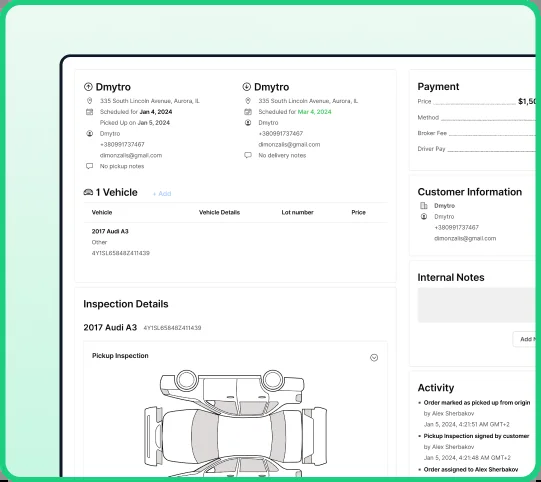 Dmytro
335 South Lincoln Avenue, Aurora, IL
Scheduled for Jan 4, 2024
Picked Up on Jan 5, 2024
Dmytro
+380991737467
dimonzalis@gmail.com
No pickup notes
Dmytro
335 South Lincoln Avenue, Aurora, IL
Scheduled for Mar 4, 2024
Dmytro
+380991737467
dimonzalis@gmail.com
No delivery notes
1 Vehicle + Add
Vehicle Vehicle Details Lot number Price
2017 Audi A3
Other
4Y1SL65848Z411439
Inspection Details
2017 Audi A3 4Y1SL65848Z411439
Pickup Inspection
Payment
Price $1,50
Method
Broker Fee
Driver Pay
Customer Information
Dmytro
Dmytro
+380991737467
dimonzalis@gmail.com
Internal Notes
Add
Activity
Order marked as picked up from origin
by Alex Sherbakov
Jan 5, 2024, 4:21:51 AM GMT+2
Pickup Inspection signed by customer
by Alex Sherbakov
Jan 5, 2024, 4:21:48 AM GMT+2
Order assigned to Alex Sherbakov